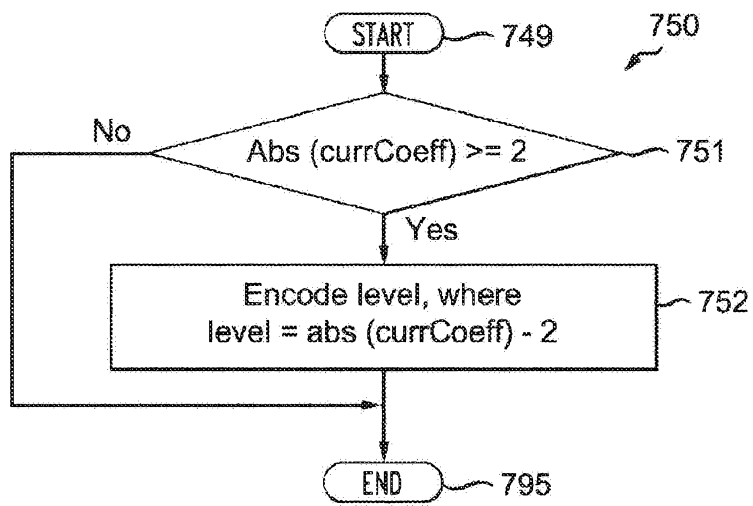 START
749
750
No
Abs (currCoeff) >= 2
751
Yes
Encode level, where
level = abs (currCoeff) - 2
752
END
795